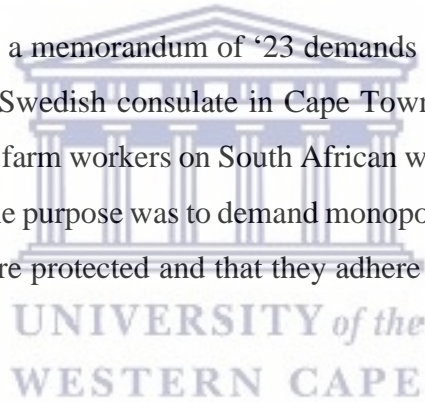 a memorandum of ‘23 demands
Swedish consulate in Cape Town
farm workers on South African w
purpose was to demand monopo
re protected and that they adhere
UNIVERSITY of the
WESTERN CAPE